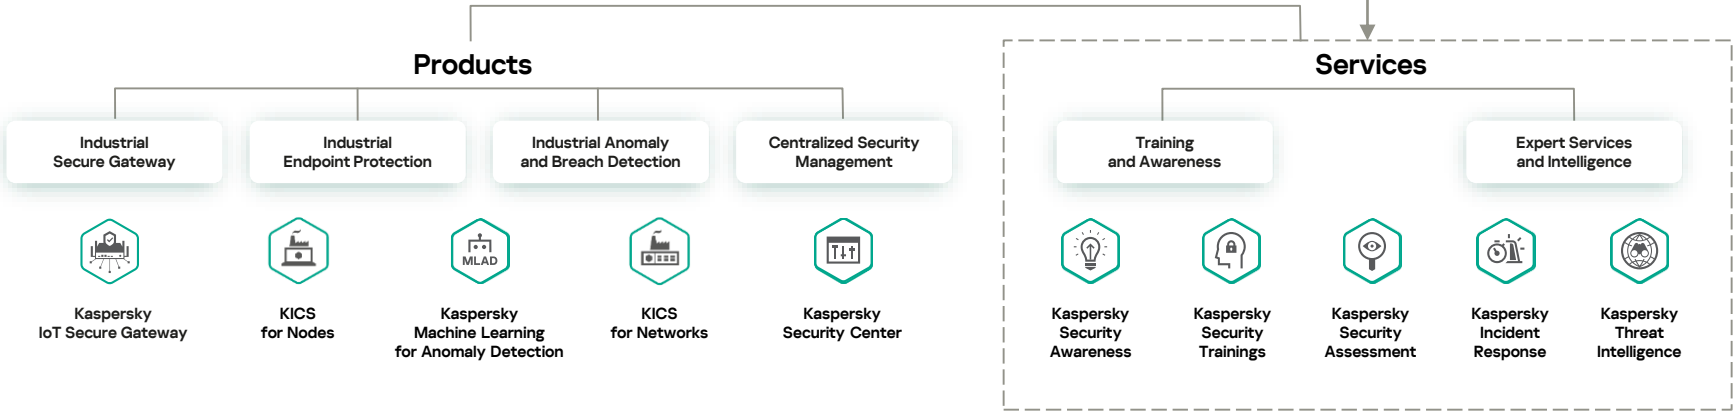 Products
Services
Industrial
Secure Gateway
Industrial
Endpoint Protection
Industrial Anomaly
and Breach Detection
Centralized Security
Management
Training
and Awareness
Expert Services
and Intelligence
MLAD
Kaspersky
IoT Secure Gateway
KICS
for Nodes
Kaspersky
Machine Learning
for Anomaly Detection
KICS
for Networks
Kaspersky
Security Center
Kaspersky
Security
Awareness
Kaspersky
Security
Trainings
Kaspersky
Security
Assessment
Kaspersky
Incident
Response
Kaspersky
Threat
Intelligence